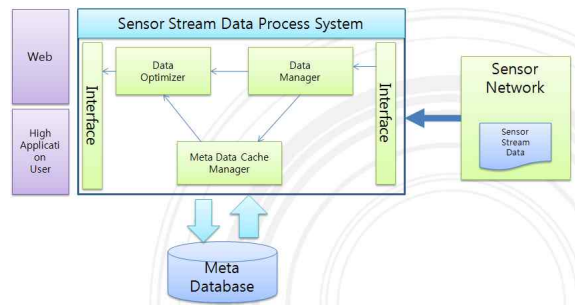 Sensor Stream Data Process System
Web
High
Applicati
on
User
Interface
Data
Optimizer
Data
Manager
Meta Data Cache
Manager
Interface
Sensor
Network
Sensor
Stream
Data
Meta
Database